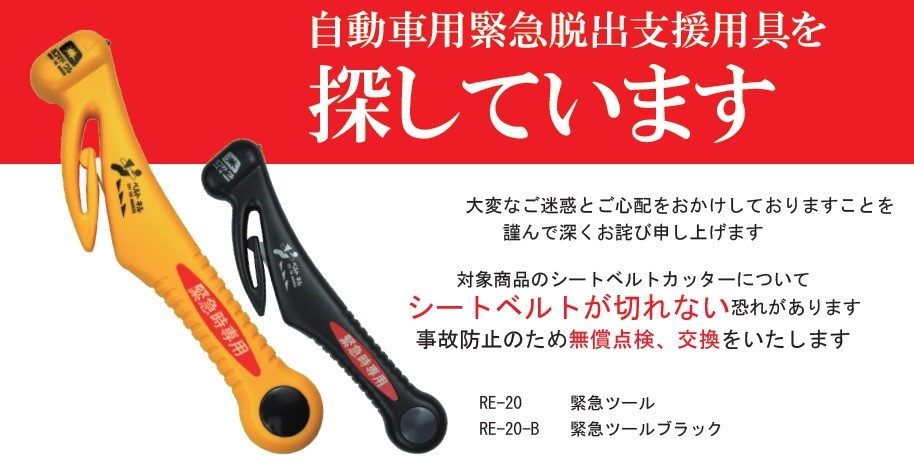 自動車用緊急脱出支援用具を
探しています
大変なご迷惑とご心配をおかけしておりますことを
謹んで深くお詫び申し上げます
対象商品のシートベルトカッターについて
シートベルトが切れない恐れがあります
事故防止のため無償点検、交換をいたします
RE-20 緊急ツール
RE-20-B 緊急ツールブラック
緊急時専用
緊急時専用